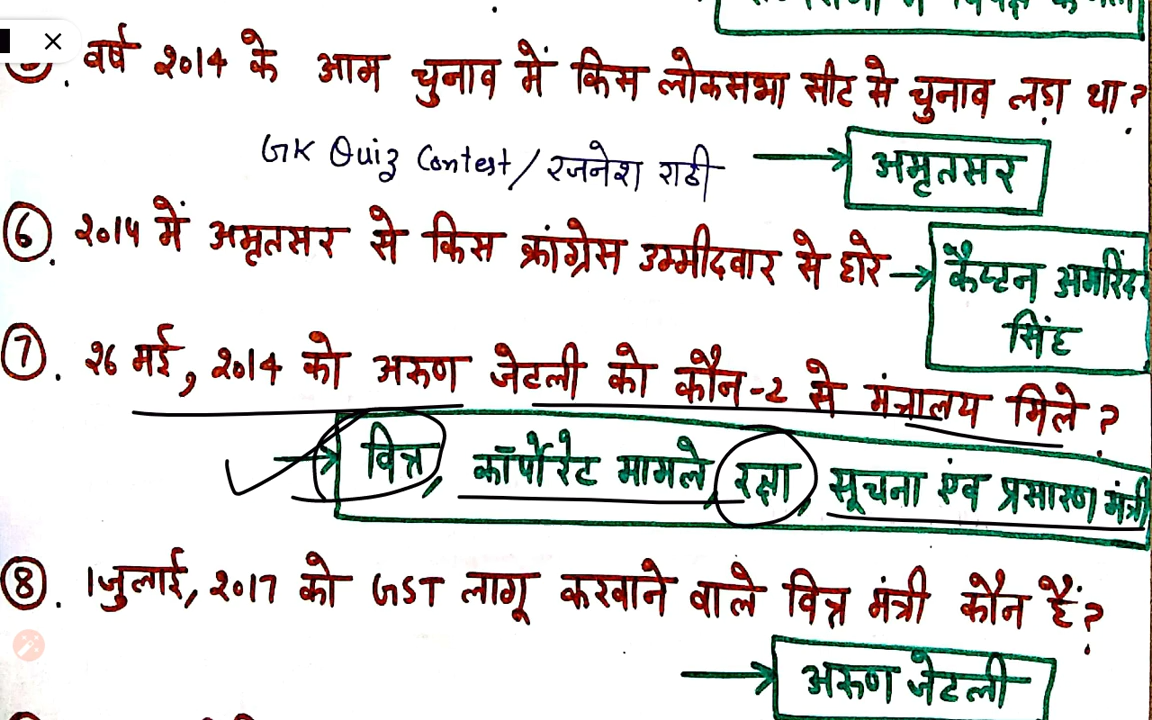 वर्ष 2014 के आम चुनाव में किस लोकसभा सीट से चुनाव लड़ा था?
GK Quiz Contest/रजनेश राठी → अमृतसर
⑥. 2014 में अमृतसर से किस क्रांग्रेस उम्मीदवार से हारे → कैप्टन अमरिंदर
सिंह
⑦. 26 मई, 2014 को अरुण जेटली को कौन-2 से मंत्रालय मिले?
→ वित्त, कॉर्पोरेट मामले, रक्षा, सूचना एंव प्रसारण मंत्री
⑧. 1जुलाई, 2017 को GST लागू करवाने वाले वित्त मंत्री कौन हैं?
→ अरुण जेटली